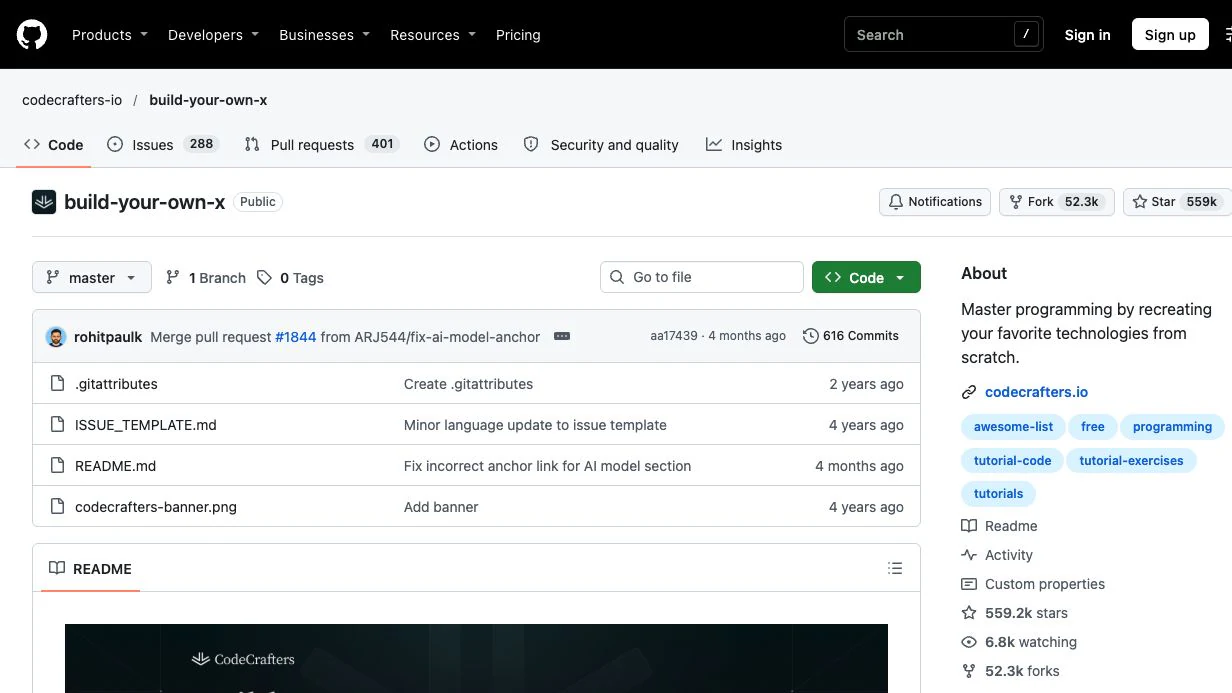 Products Developers Businesses Resources Pricing Search / Sign in Sign up
codecrafters-io / build-your-own-x
Code Issues 288 Pull requests 401 Actions Security and quality Insights
build-your-own-x Public Notifications Fork 52.3k Star 559k
master 1 Branch 0 Tags Go to file Code
rohitpaulk Merge pull request #1844 from ARJ544/fix-ai-model-anchor aa17439 · 4 months ago 616 Commits
.gitattributes Create .gitattributes 2 years ago
ISSUE_TEMPLATE.md Minor language update to issue template 4 years ago
README.md Fix incorrect anchor link for AI model section 4 months ago
codecrafters-banner.png Add banner 4 years ago
README
CodeCrafters
About
Master programming by recreating
your favorite technologies from
scratch.
codecrafters.io
awesome-list free programming
tutorial-code tutorial-exercises
tutorials
Readme
Activity
Custom properties
559.2k stars
6.8k watching
52.3k forks